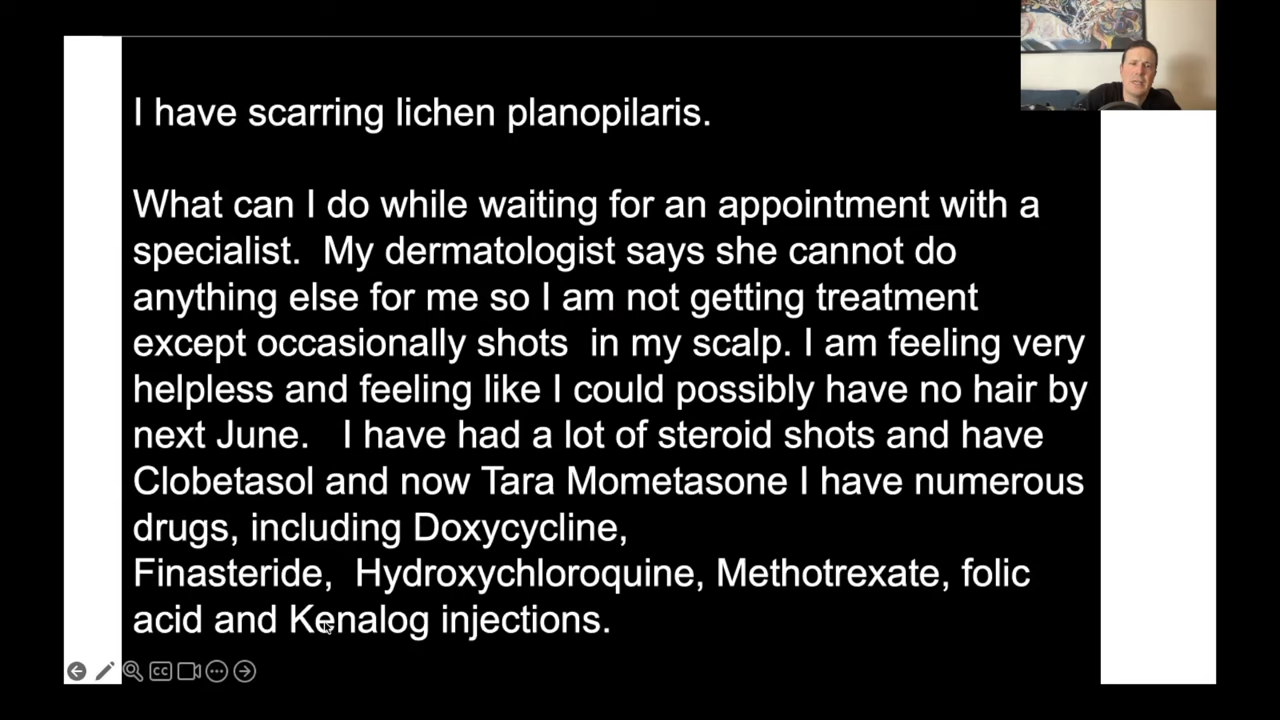 I have scarring lichen planopilaris.
What can I do while waiting for an appointment with a
specialist.  My dermatologist says she cannot do
anything else for me so I am not getting treatment
except occasionally shots  in my scalp. I am feeling very
helpless and feeling like I could possibly have no hair by
next June.   I have had a lot of steroid shots and have
Clobetasol and now Tara Mometasone I have numerous
drugs, including Doxycycline,
Finasteride,  Hydroxychloroquine, Methotrexate, folic
acid and Kenalog injections.
CC